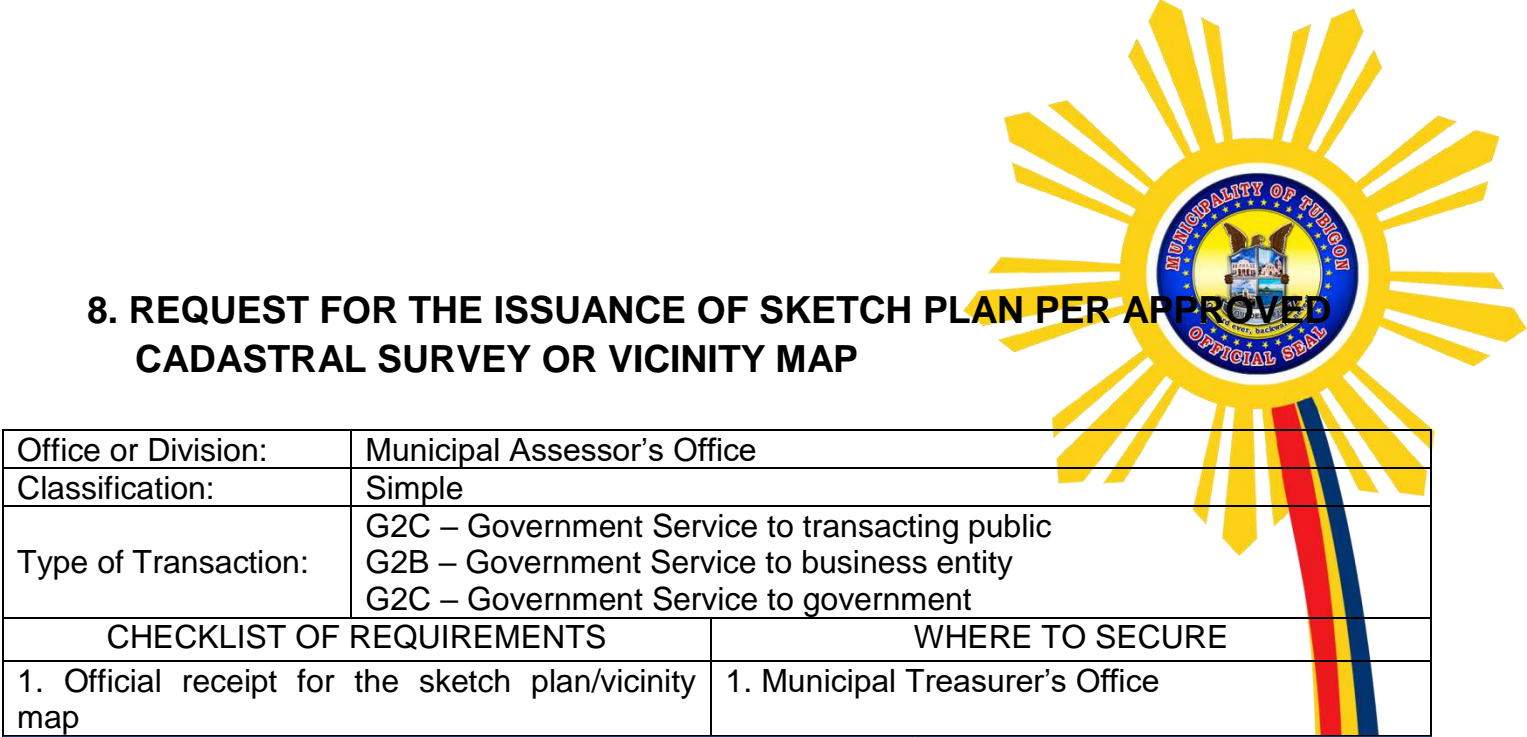 MUNICIPALITY OF TUBIGON
OFFICIAL SEAL
8. REQUEST FOR THE ISSUANCE OF SKETCH PLAN PER APPROVED
CADASTRAL SURVEY OR VICINITY MAP
Office or Division: Municipal Assessor’s Office
Classification: Simple
Type of Transaction: G2C – Government Service to transacting public
G2B – Government Service to business entity
G2C – Government Service to government
CHECKLIST OF REQUIREMENTS WHERE TO SECURE
1. Official receipt for the sketch plan/vicinity 1. Municipal Treasurer’s Office
map